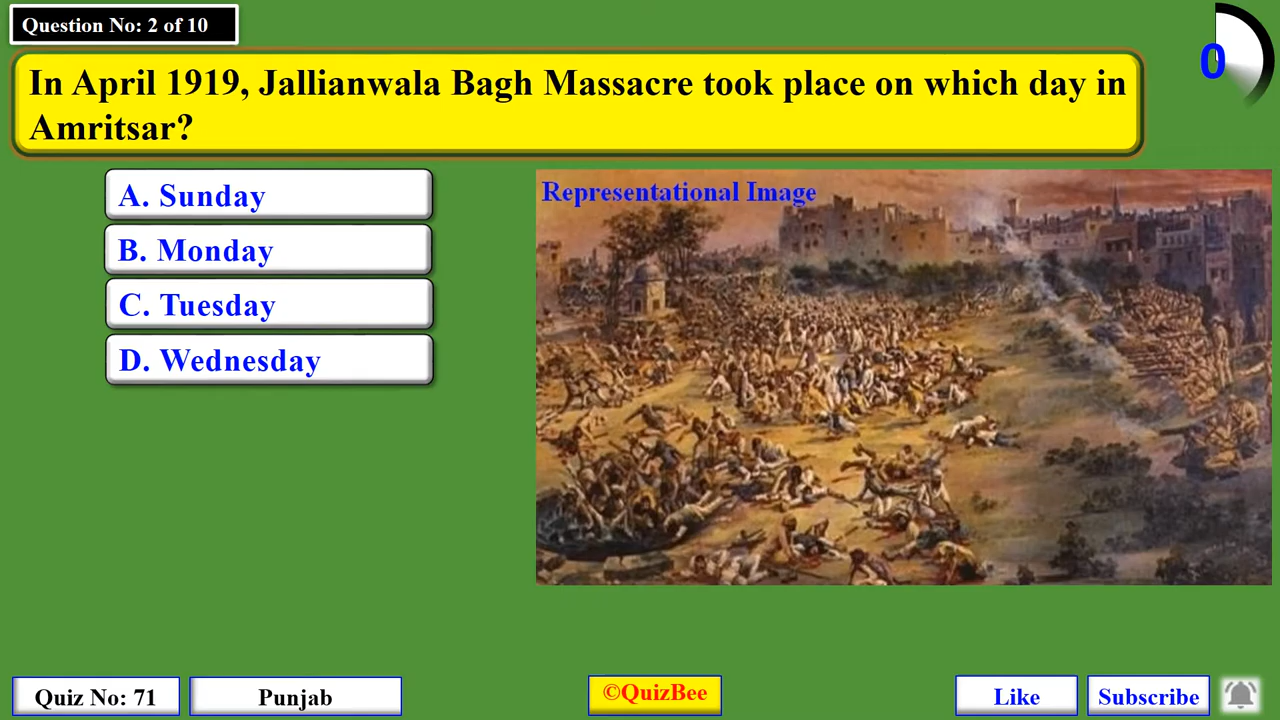 Question No: 2 of 10
0
In April 1919, Jallianwala Bagh Massacre took place on which day in
Amritsar?
A. Sunday
B. Monday
C. Tuesday
D. Wednesday
Representational Image
Quiz No: 71
Punjab
©QuizBee
Like
Subscribe